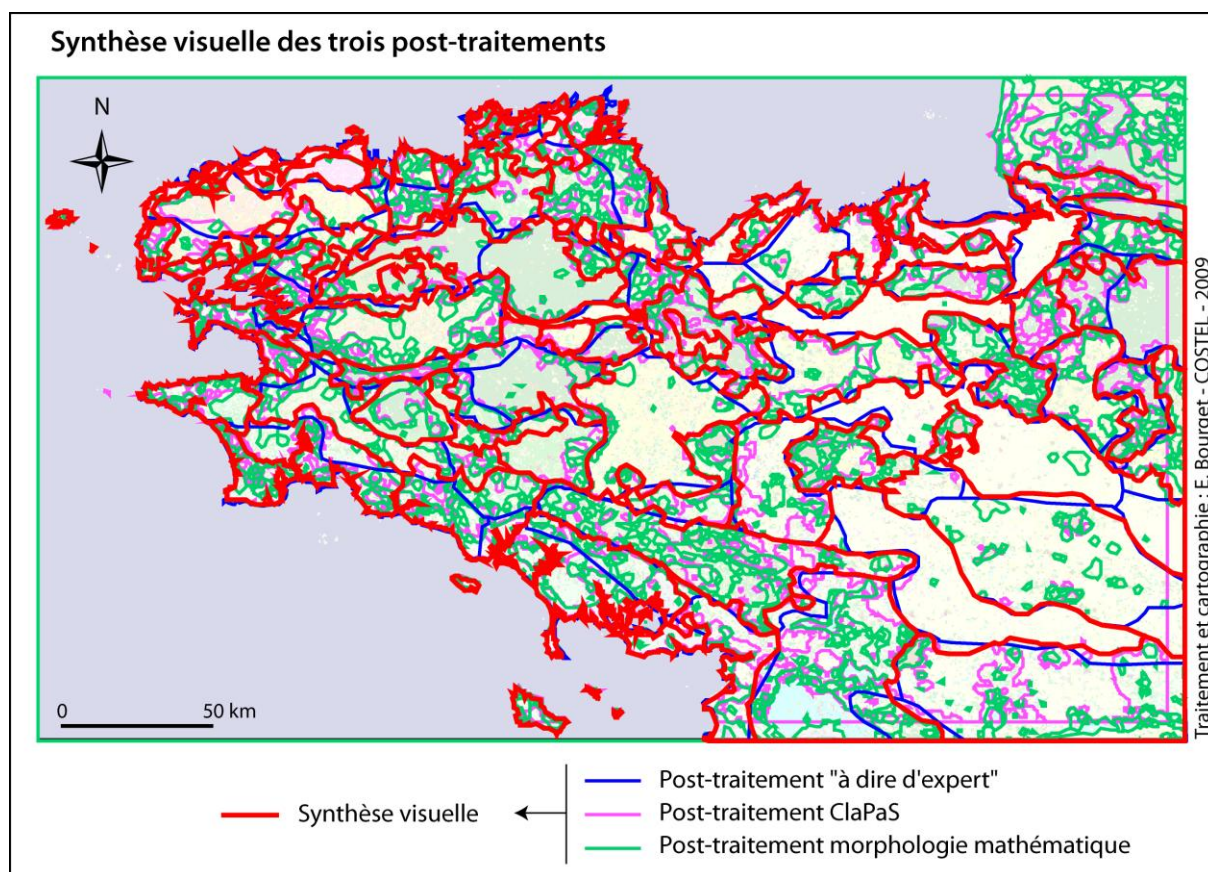 Synthèse visuelle des trois post-traitements
N
0 50 km
Traitement et cartographie : E. Bourget - COSTEL - 2009
Synthèse visuelle
Post-traitement "à dire d'expert"
Post-traitement ClaPaS
Post-traitement morphologie mathématique